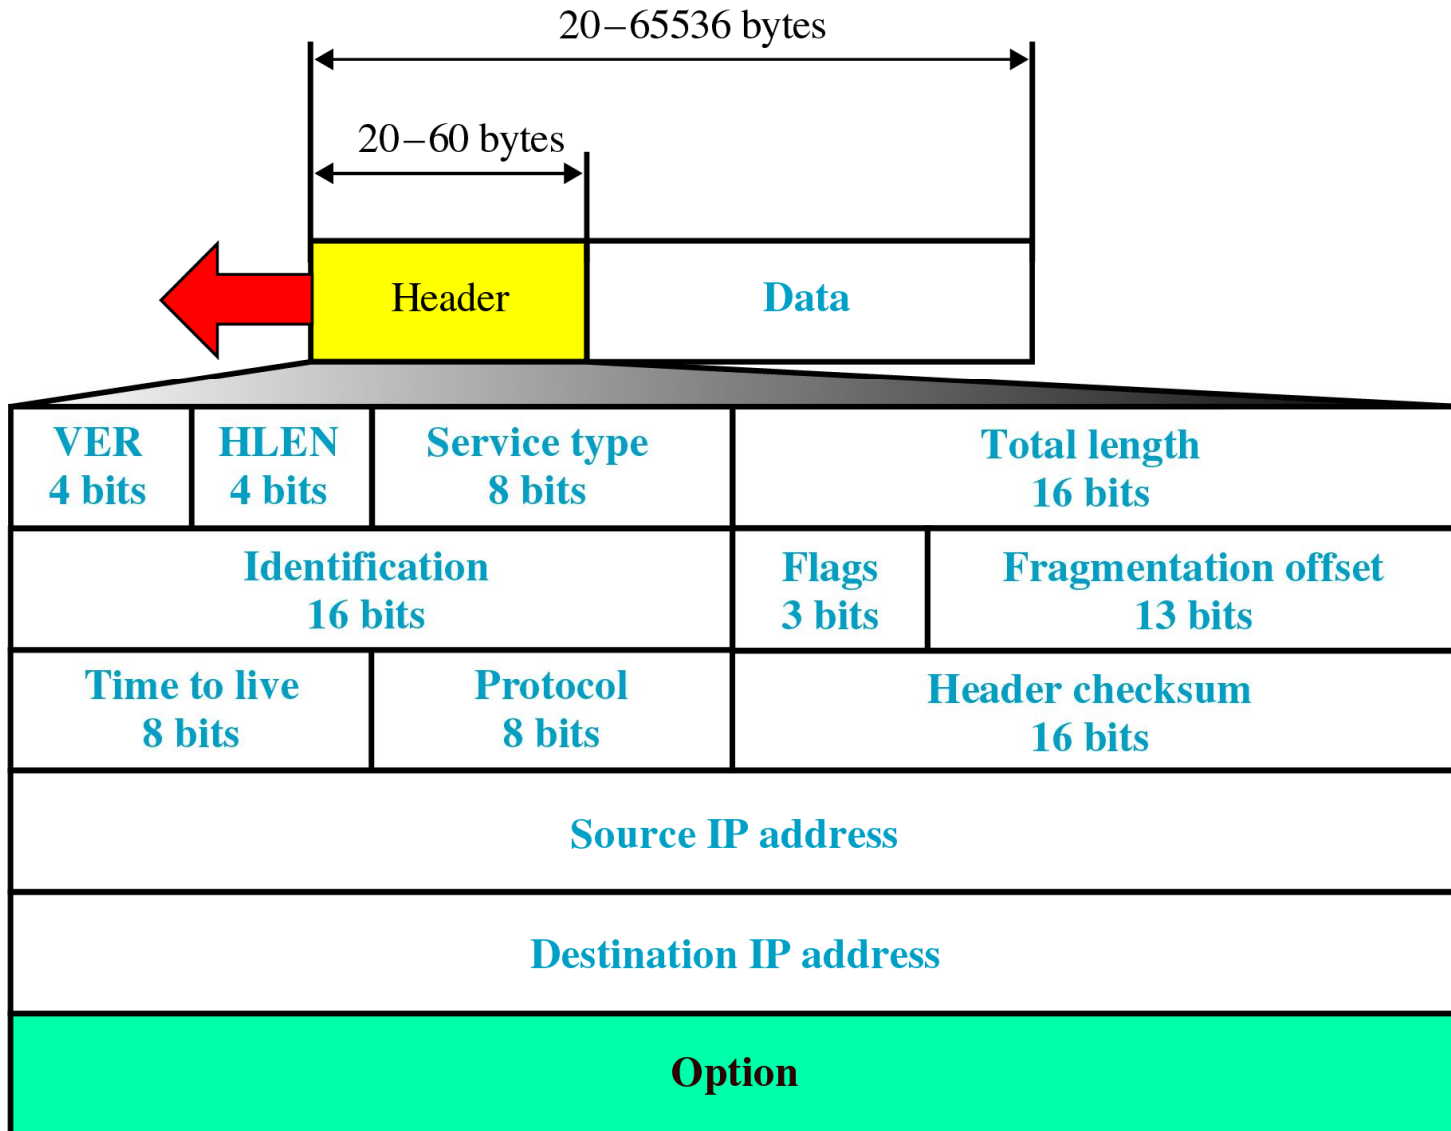 20–65536 bytes
20–60 bytes
Header
Data
VER
4 bits
HLEN
4 bits
Service type
8 bits
Total length
16 bits
Identification
16 bits
Flags
3 bits
Fragmentation offset
13 bits
Time to live
8 bits
Protocol
8 bits
Header checksum
16 bits
Source IP address
Destination IP address
Option